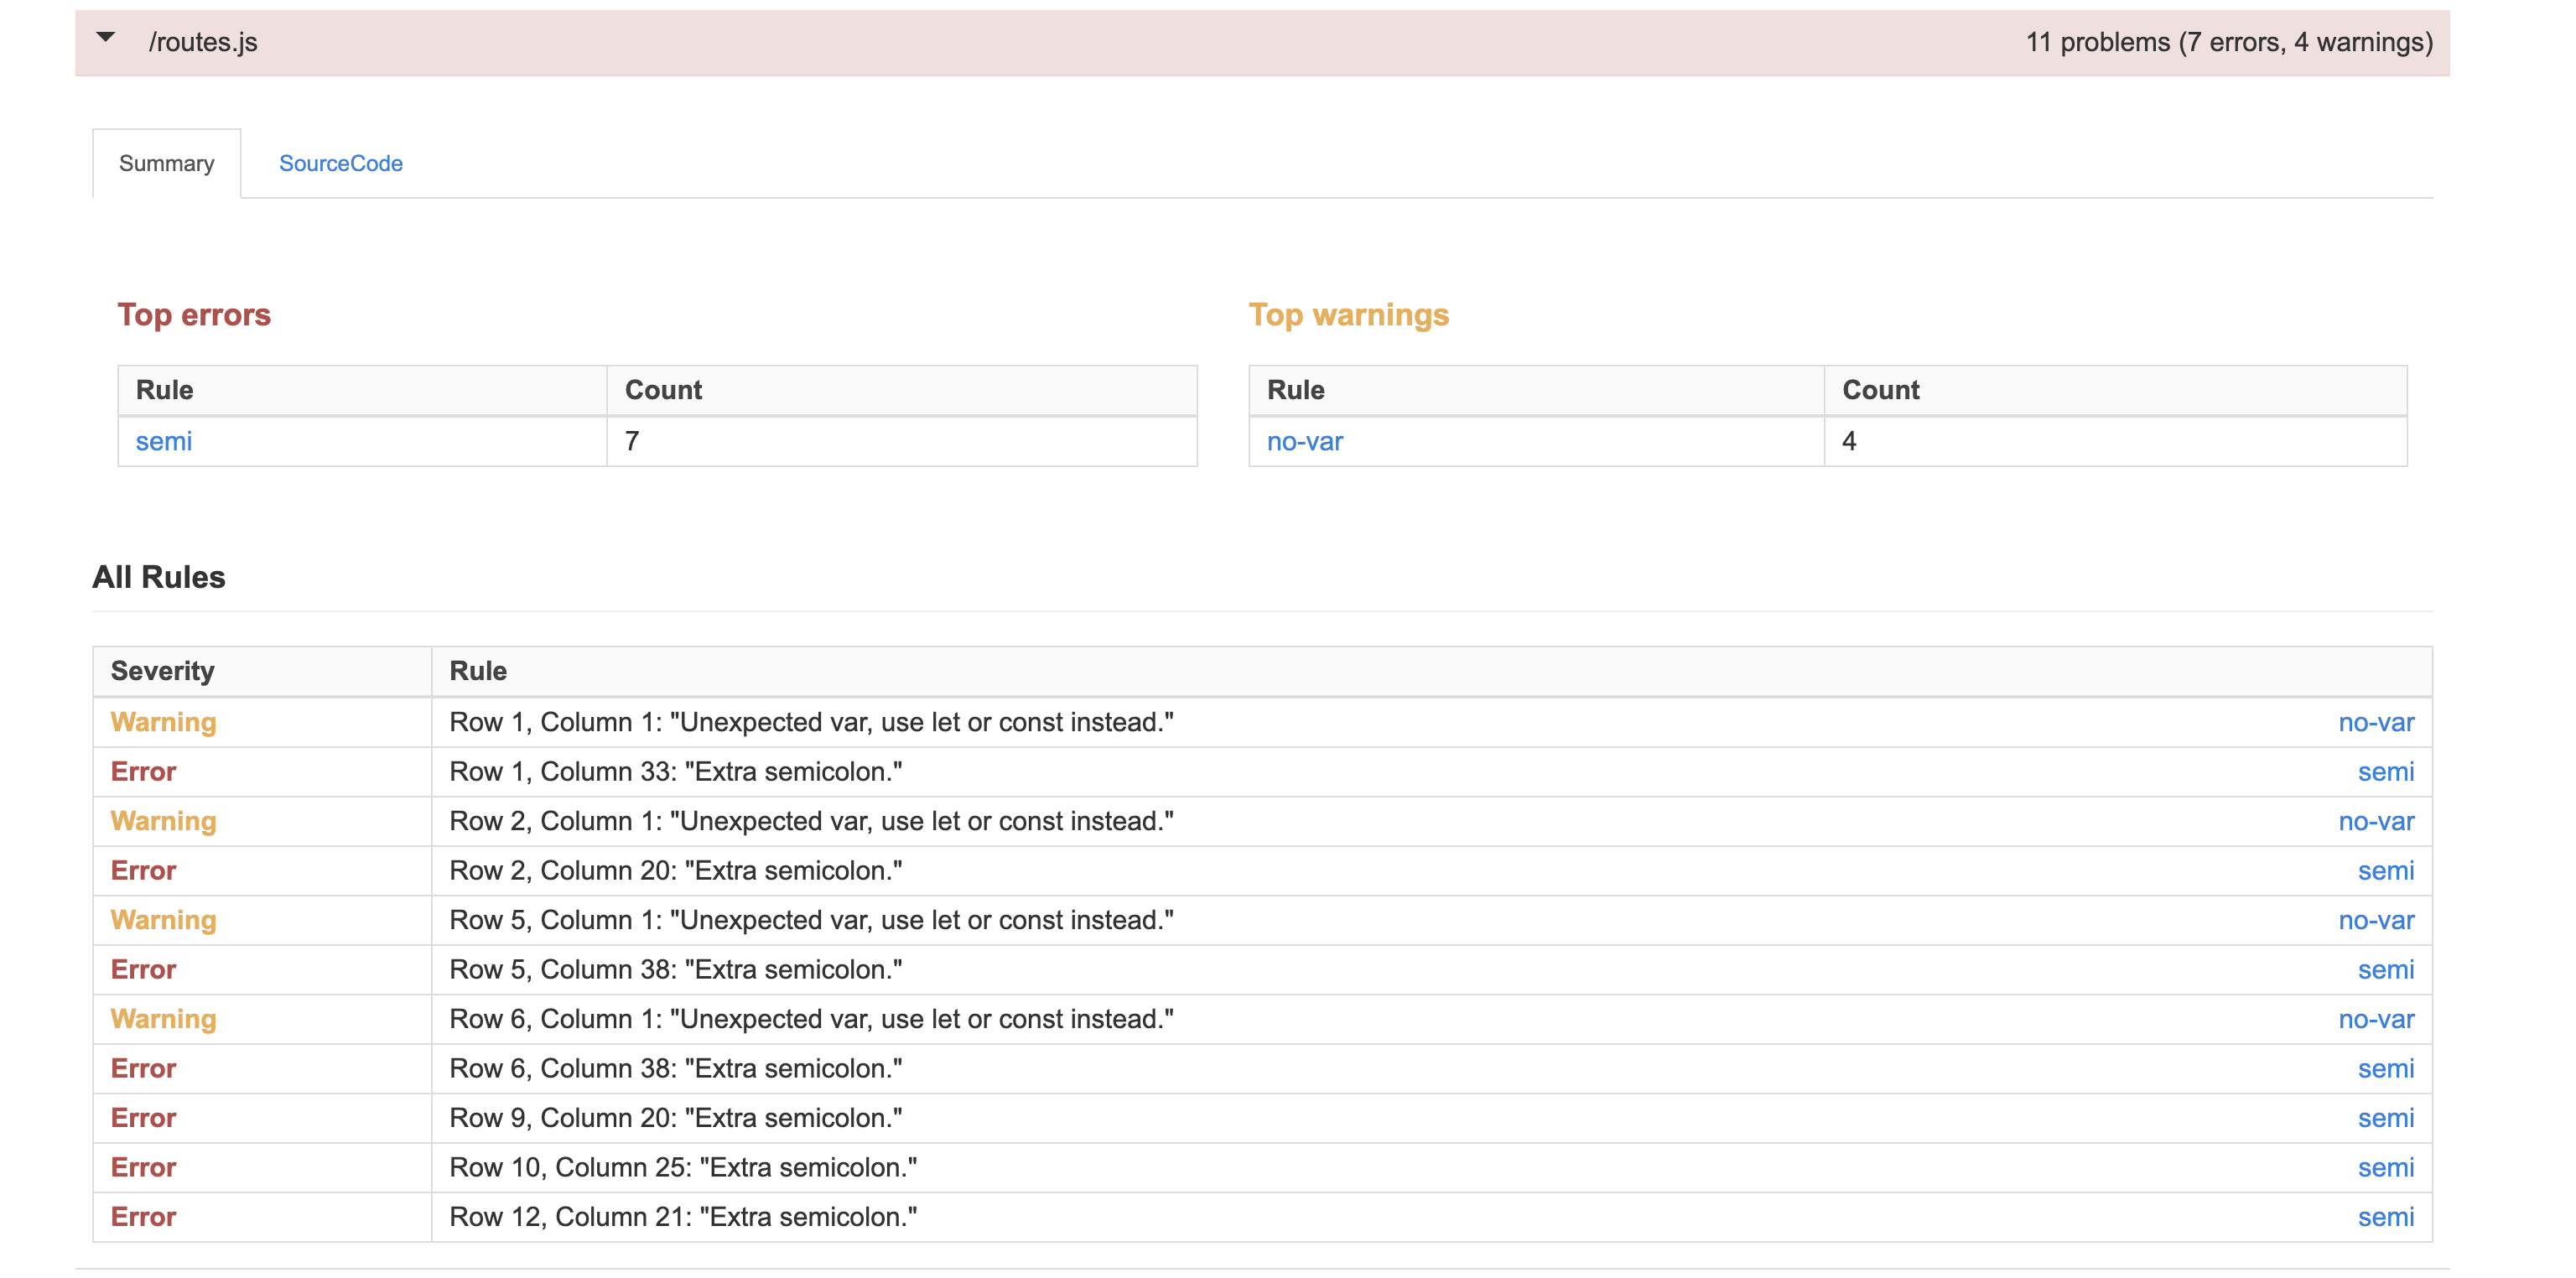 /routes.js 11 problems (7 errors, 4 warnings)
Summary SourceCode
Top errors
Rule Count
semi 7
Top warnings
Rule Count
no-var 4
All Rules
Severity Rule
Warning Row 1, Column 1: "Unexpected var, use let or const instead." no-var
Error Row 1, Column 33: "Extra semicolon." semi
Warning Row 2, Column 1: "Unexpected var, use let or const instead." no-var
Error Row 2, Column 20: "Extra semicolon." semi
Warning Row 5, Column 1: "Unexpected var, use let or const instead." no-var
Error Row 5, Column 38: "Extra semicolon." semi
Warning Row 6, Column 1: "Unexpected var, use let or const instead." no-var
Error Row 6, Column 38: "Extra semicolon." semi
Error Row 9, Column 20: "Extra semicolon." semi
Error Row 10, Column 25: "Extra semicolon." semi
Error Row 12, Column 21: "Extra semicolon." semi